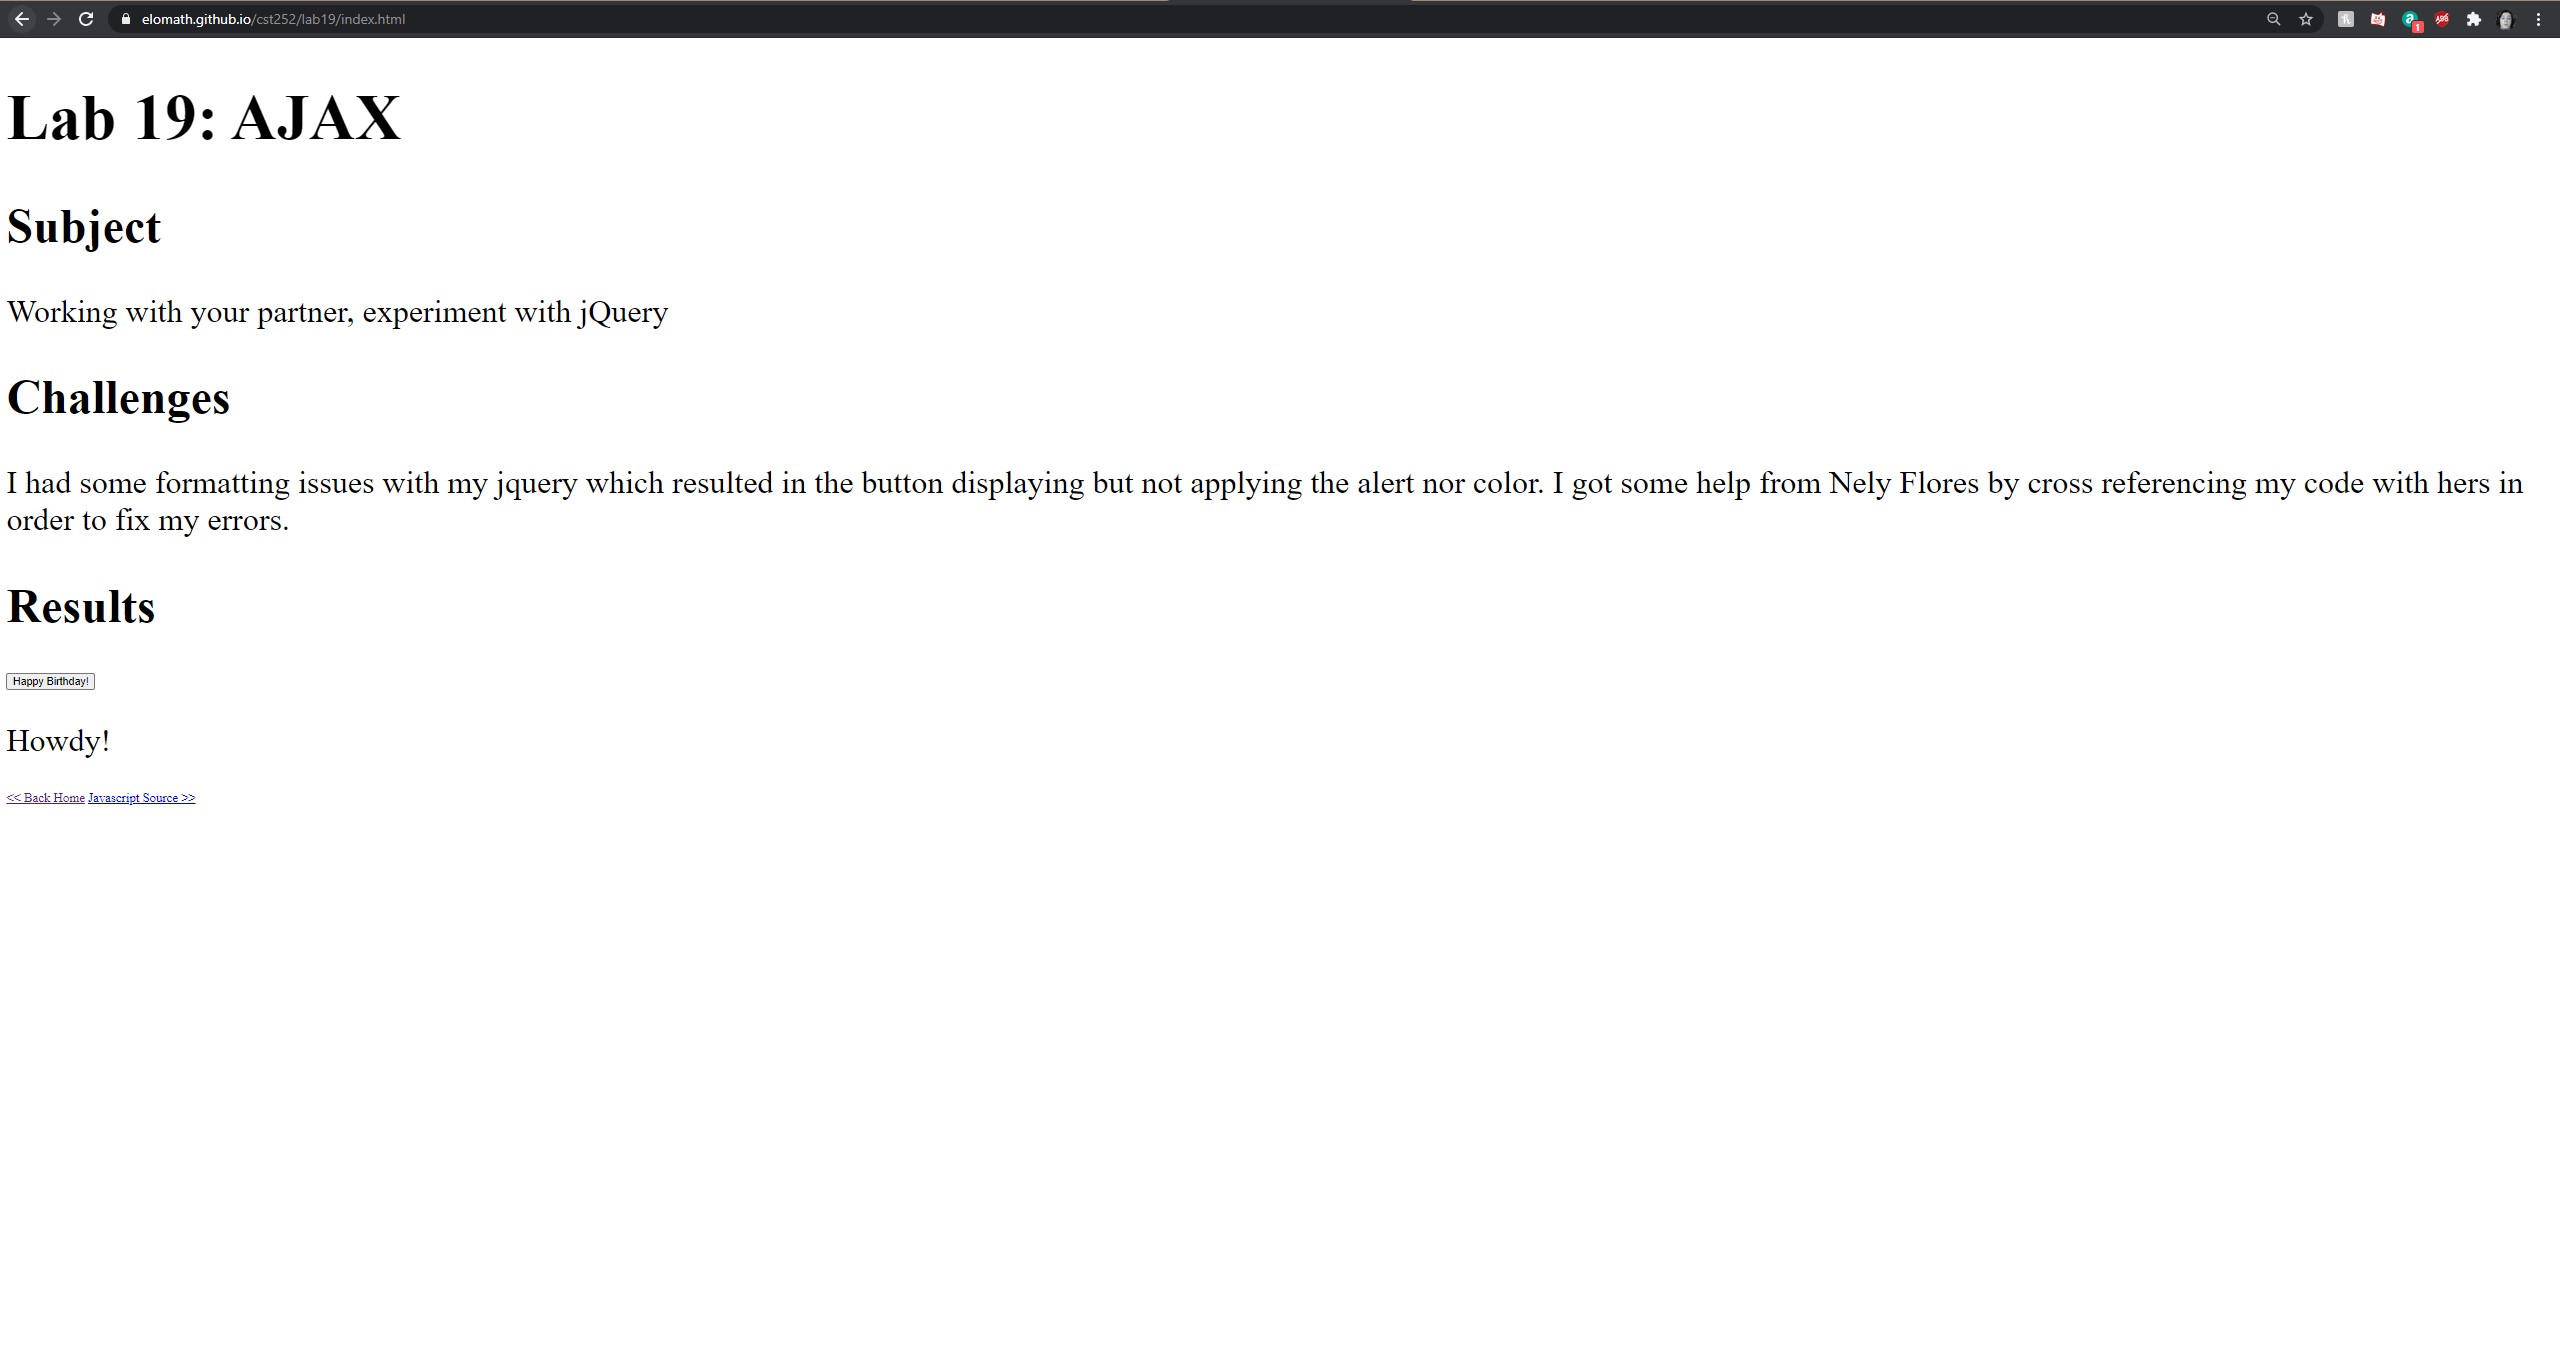 elomath.github.io/cst252/lab19/index.html
1
Lab 19: AJAX
Subject
Working with your partner, experiment with jQuery
Challenges
I had some formatting issues with my jquery which resulted in the button displaying but not applying the alert nor color. I got some help from Nely Flores by cross referencing my code with hers in
order to fix my errors.
Results
Happy Birthday!
Howdy!
<< Back Home Javascript Source >>